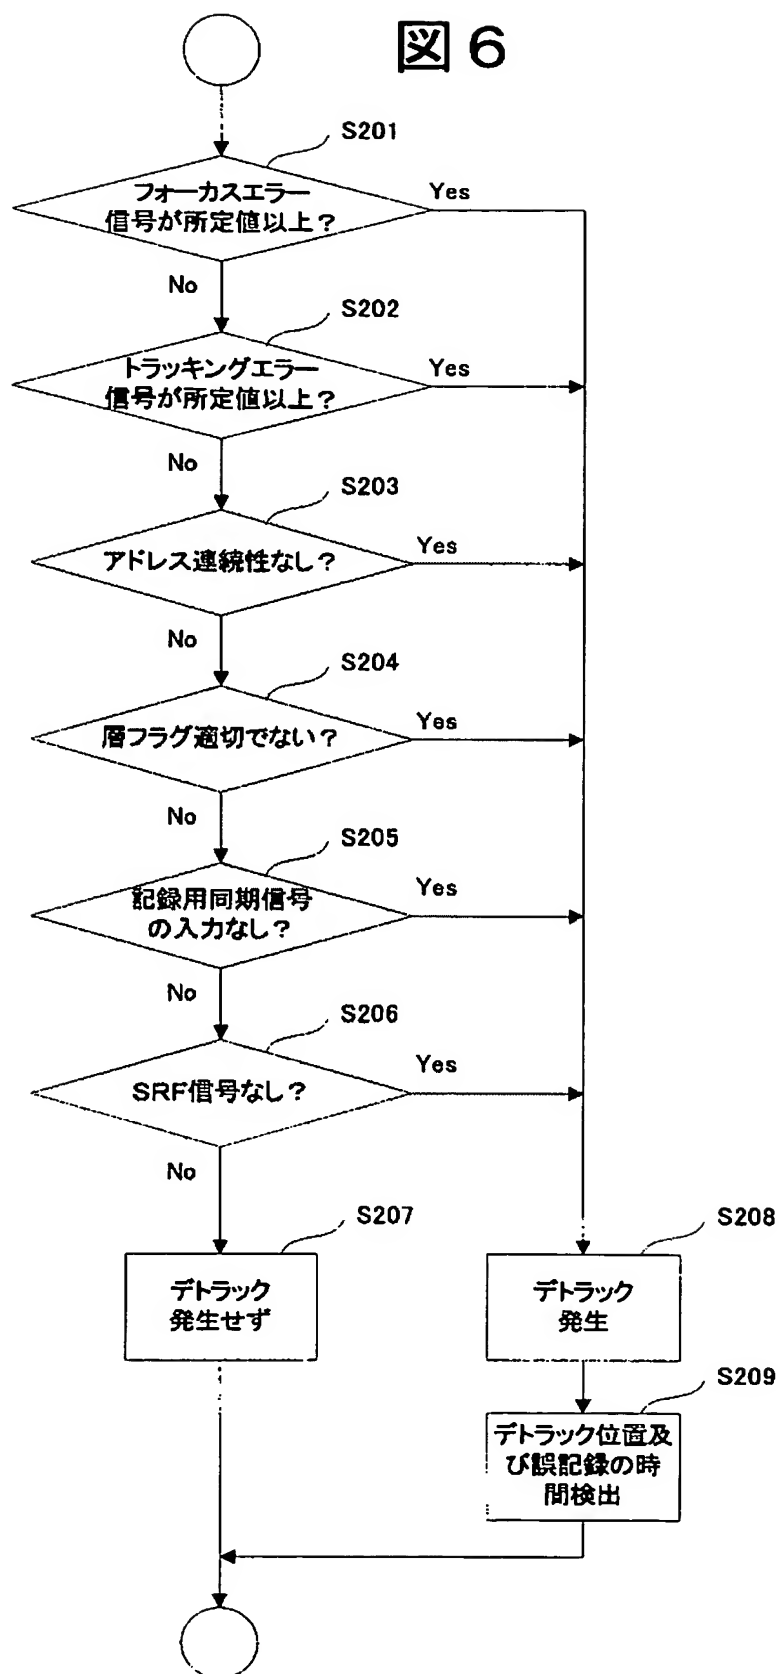 図6
S201
フォーカスエラー
信号が所定値以上？
Yes
No
S202
トラッキングエラー
信号が所定値以上？
Yes
No
S203
アドレス連続性なし？
Yes
No
S204
層フラグ適切でない？
Yes
No
S205
記録用同期信号
の入力なし？
Yes
No
S206
SRF信号なし？
Yes
No
S207
デトラック
発生せず
S208
デトラック
発生
S209
デトラック位置及
び誤記録の時
間検出